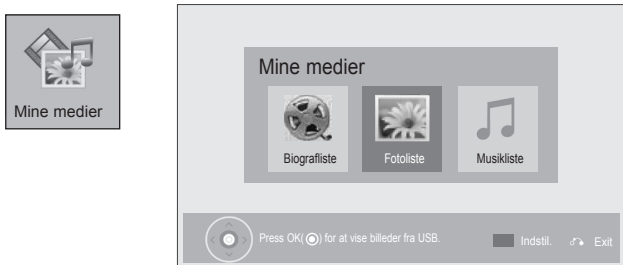 Mine medier
Mine medier
Biografliste
Fotoliste
Musikliste
Press OK(◉) for at vise billeder fra USB.
Indstil.
Exit